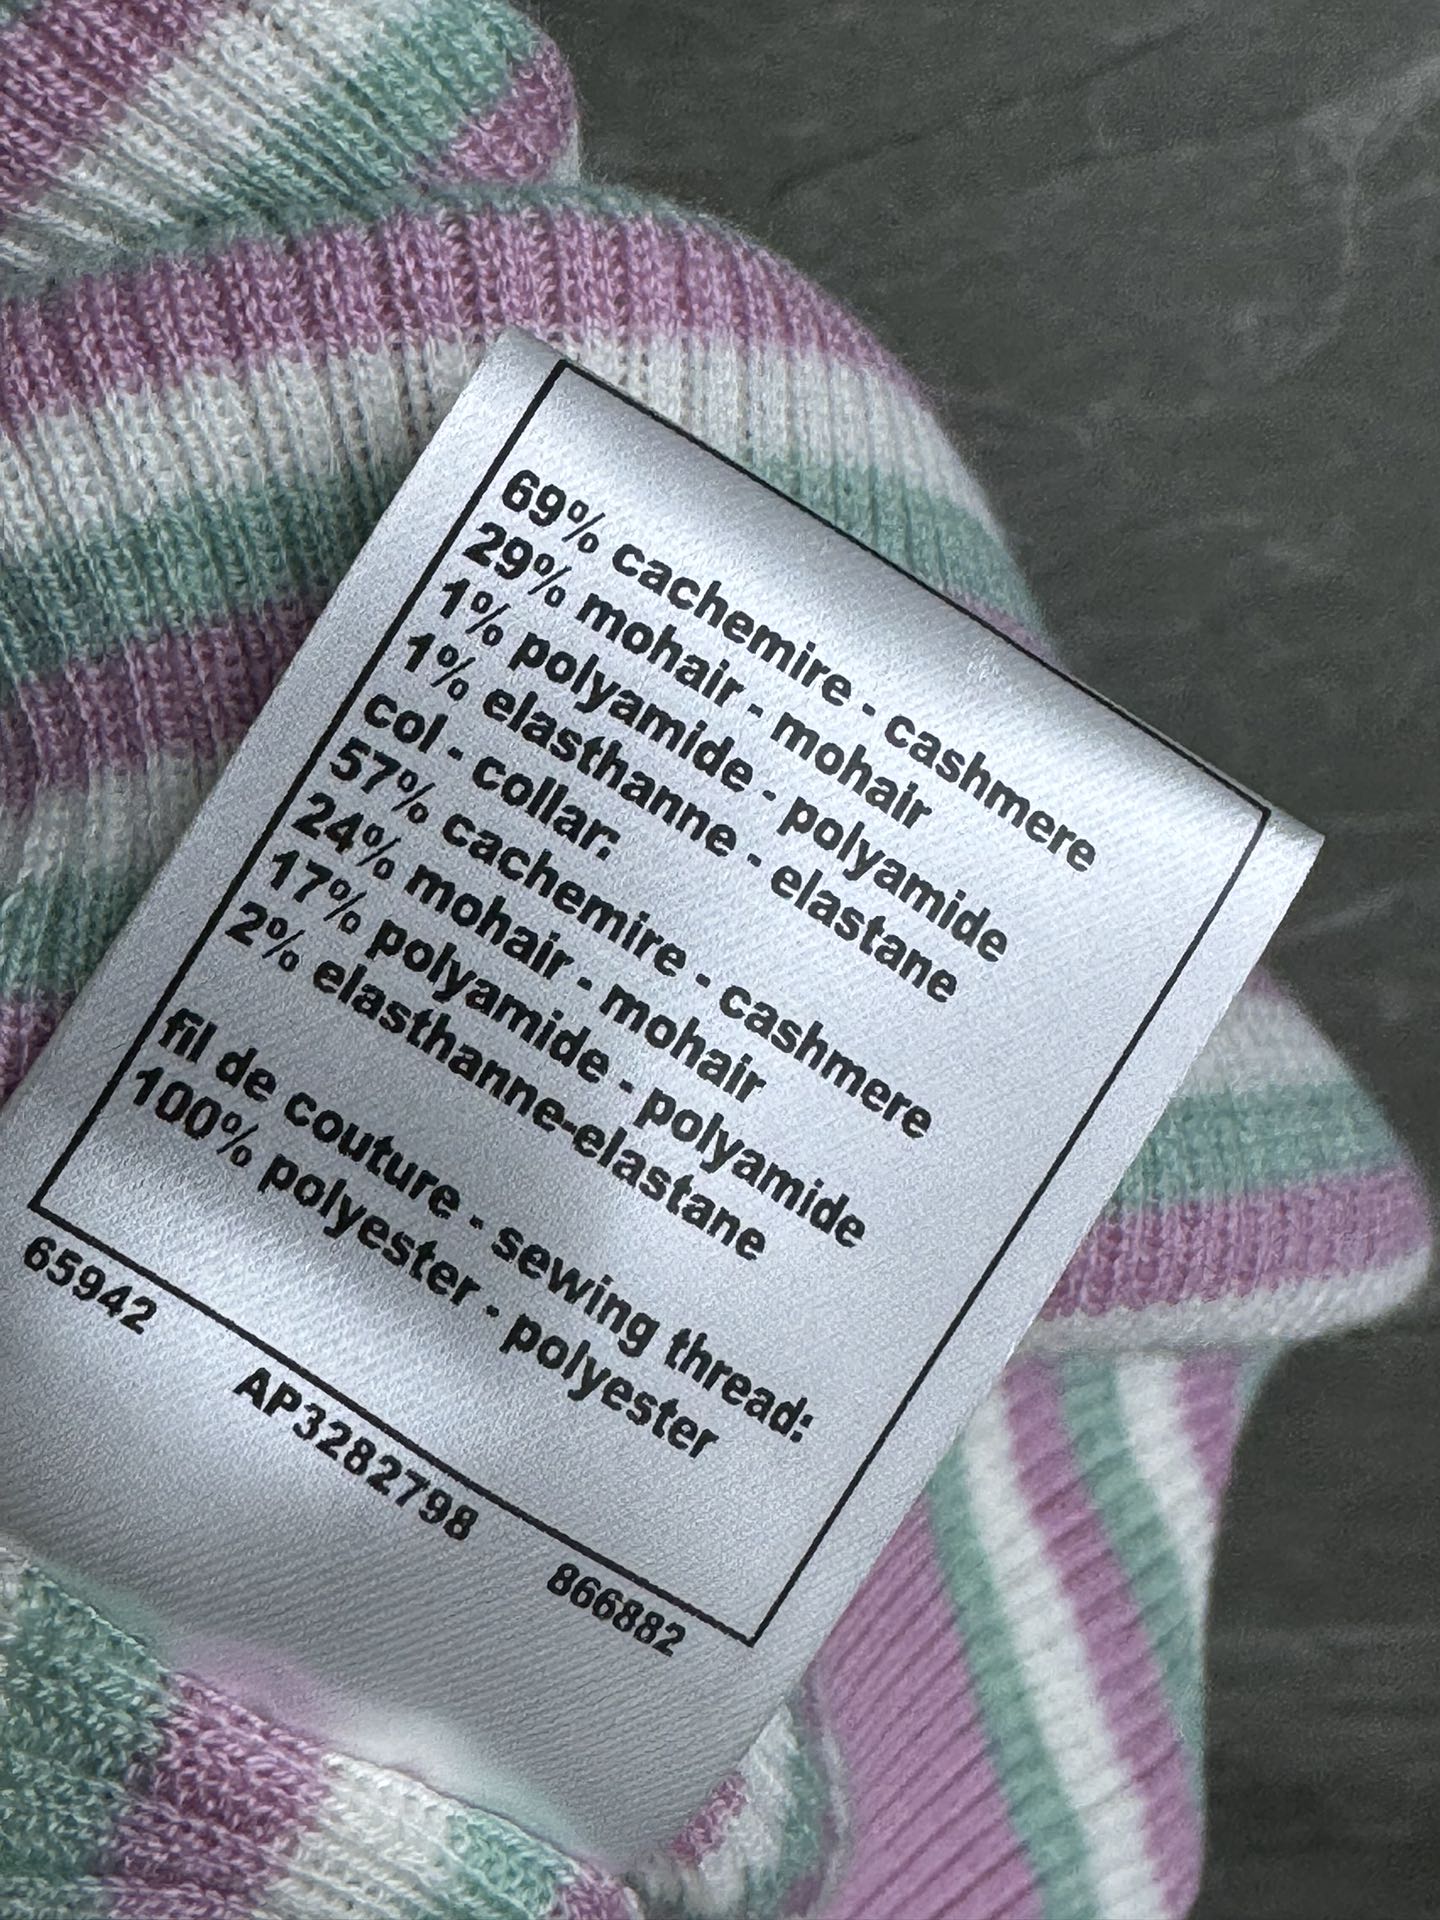 69% cachemire - cashmere
29% mohair - mohair
1% polyamide - polyamide
1% elasthanne - elastane
col - collar:
57% cachemire - cashmere
24% mohair - mohair
17% polyamide - polyamide
2% elasthanne-elastane
fil de couture - sewing thread:
100% polyester - polyester
65942 AP3282798 866882